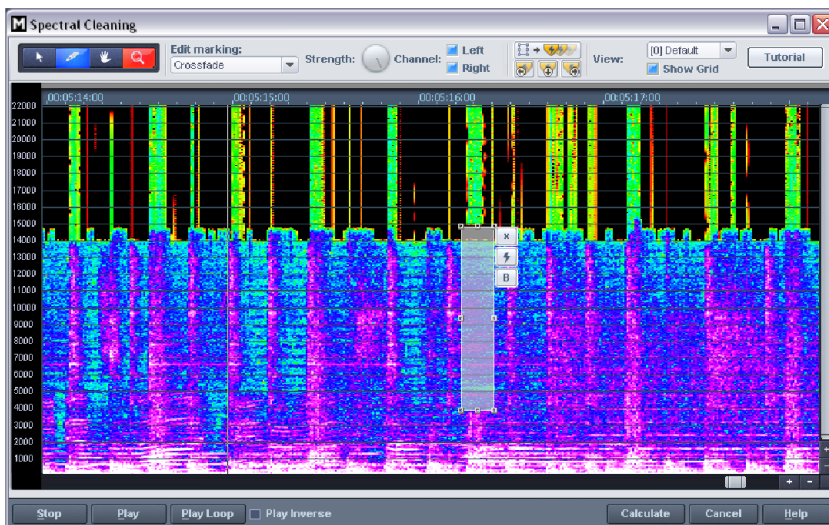 M Spectral Cleaning
Edit marking:
Crossfade
Strength:
Channel:
Left
Right
View:
[0] Default
Show Grid
Tutorial
00:05:14:00
00:05:15:00
00:05:16:00
00:05:17:00
22000
21000
20000
19000
18000
17000
16000
15000
14000
13000
12000
11000
10000
9000
8000
7000
6000
5000
4000
3000
2000
1000
x
B
Stop
Play
Play Loop
Play Inverse
Calculate
Cancel
Help